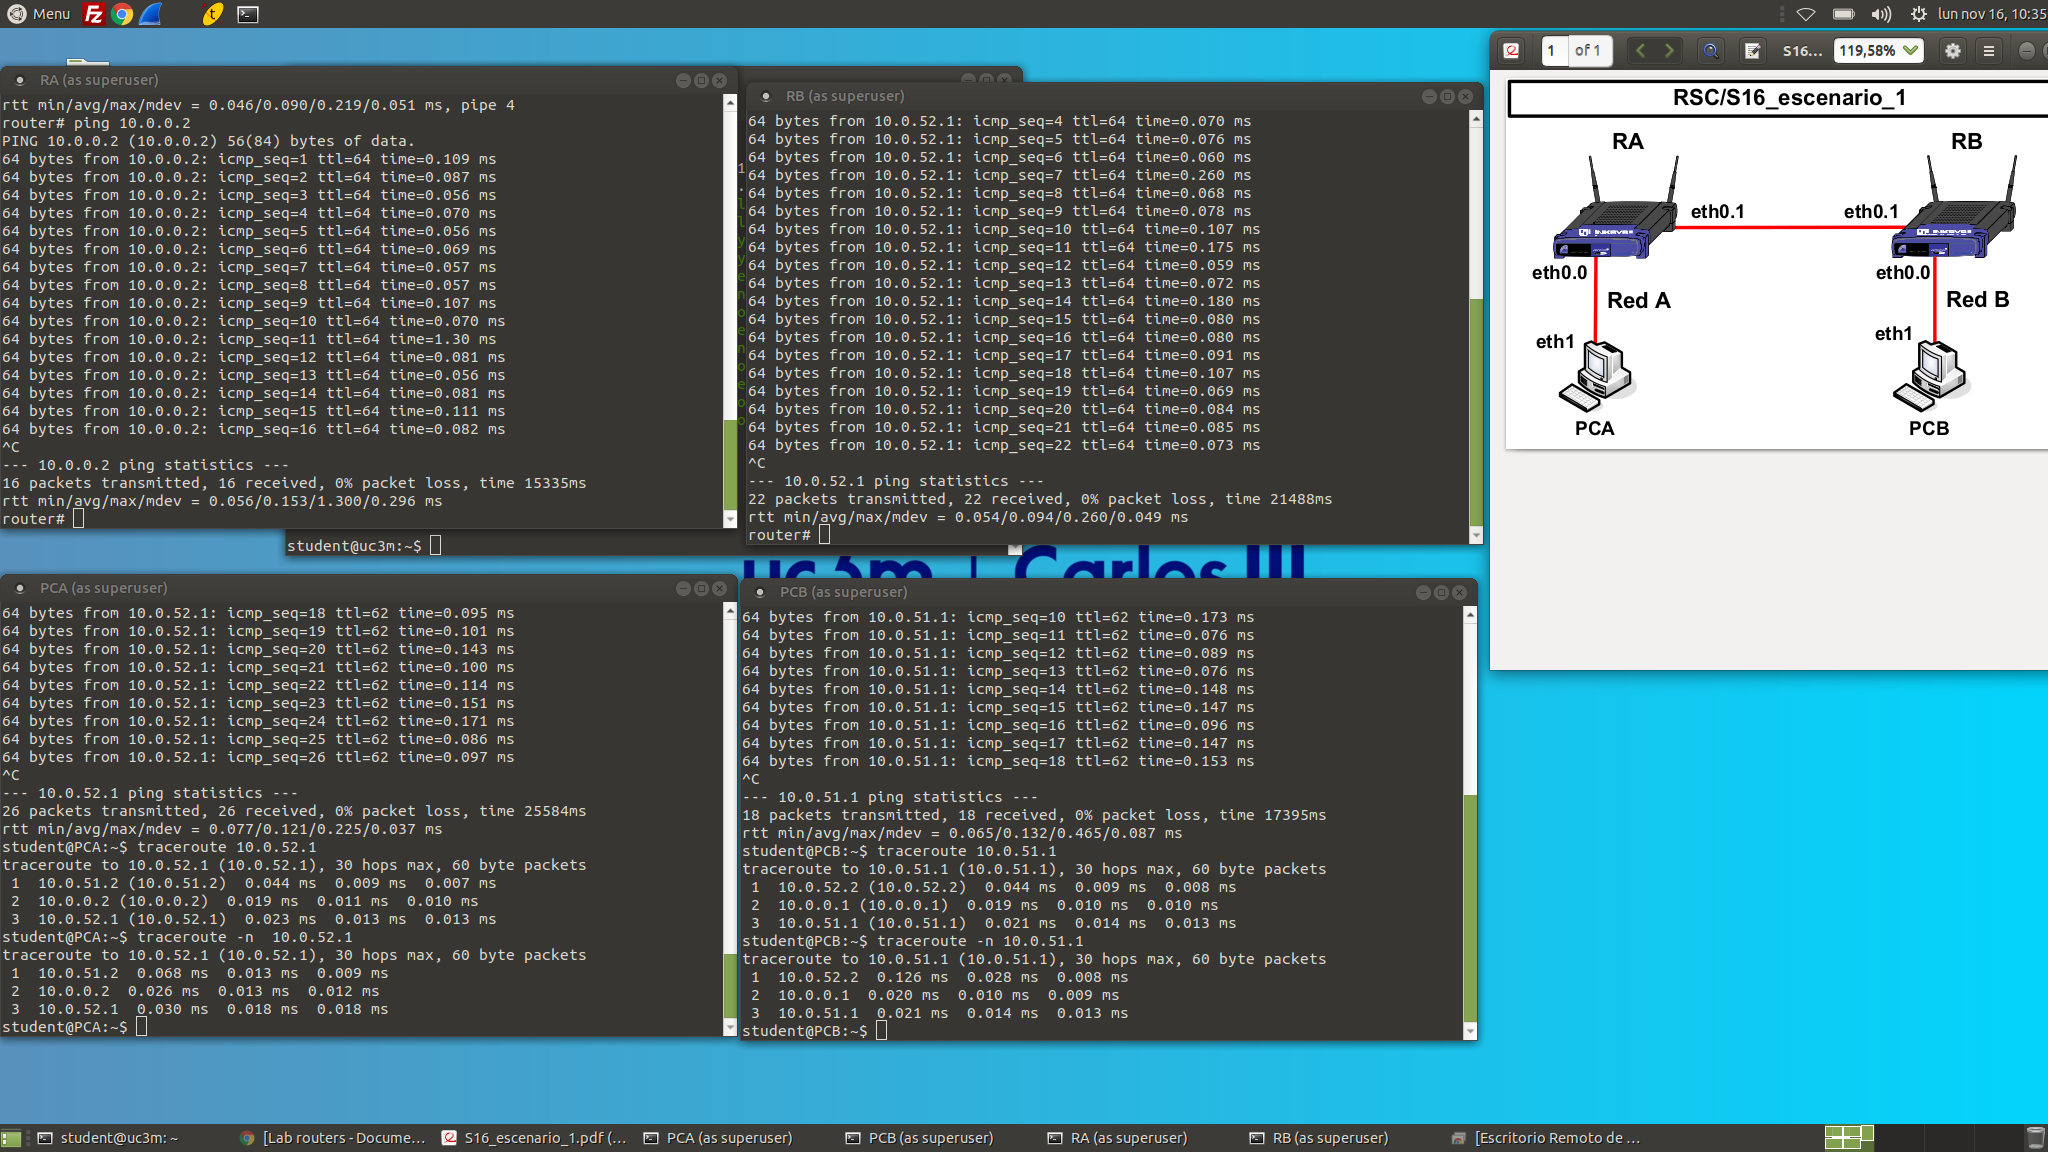 Menu
lun nov 16, 10:35
RA (as superuser)
rtt min/avg/max/mdev = 0.046/0.090/0.219/0.051 ms, pipe 4
router# ping 10.0.0.2
PING 10.0.0.2 (10.0.0.2) 56(84) bytes of data.
64 bytes from 10.0.0.2: icmp_seq=1 ttl=64 time=0.109 ms
64 bytes from 10.0.0.2: icmp_seq=2 ttl=64 time=0.087 ms
64 bytes from 10.0.0.2: icmp_seq=3 ttl=64 time=0.056 ms
64 bytes from 10.0.0.2: icmp_seq=4 ttl=64 time=0.070 ms
64 bytes from 10.0.0.2: icmp_seq=5 ttl=64 time=0.056 ms
64 bytes from 10.0.0.2: icmp_seq=6 ttl=64 time=0.069 ms
64 bytes from 10.0.0.2: icmp_seq=7 ttl=64 time=0.057 ms
64 bytes from 10.0.0.2: icmp_seq=8 ttl=64 time=0.057 ms
64 bytes from 10.0.0.2: icmp_seq=9 ttl=64 time=0.107 ms
64 bytes from 10.0.0.2: icmp_seq=10 ttl=64 time=0.070 ms
64 bytes from 10.0.0.2: icmp_seq=11 ttl=64 time=1.30 ms
64 bytes from 10.0.0.2: icmp_seq=12 ttl=64 time=0.081 ms
64 bytes from 10.0.0.2: icmp_seq=13 ttl=64 time=0.056 ms
64 bytes from 10.0.0.2: icmp_seq=14 ttl=64 time=0.081 ms
64 bytes from 10.0.0.2: icmp_seq=15 ttl=64 time=0.111 ms
64 bytes from 10.0.0.2: icmp_seq=16 ttl=64 time=0.082 ms
^C
--- 10.0.0.2 ping statistics ---
16 packets transmitted, 16 received, 0% packet loss, time 15335ms
rtt min/avg/max/mdev = 0.056/0.153/1.300/0.296 ms
router#
student@uc3m:~$
RB (as superuser)
64 bytes from 10.0.52.1: icmp_seq=4 ttl=64 time=0.070 ms
64 bytes from 10.0.52.1: icmp_seq=5 ttl=64 time=0.076 ms
64 bytes from 10.0.52.1: icmp_seq=6 ttl=64 time=0.060 ms
64 bytes from 10.0.52.1: icmp_seq=7 ttl=64 time=0.260 ms
64 bytes from 10.0.52.1: icmp_seq=8 ttl=64 time=0.068 ms
64 bytes from 10.0.52.1: icmp_seq=9 ttl=64 time=0.078 ms
64 bytes from 10.0.52.1: icmp_seq=10 ttl=64 time=0.107 ms
64 bytes from 10.0.52.1: icmp_seq=11 ttl=64 time=0.175 ms
64 bytes from 10.0.52.1: icmp_seq=12 ttl=64 time=0.059 ms
64 bytes from 10.0.52.1: icmp_seq=13 ttl=64 time=0.072 ms
64 bytes from 10.0.52.1: icmp_seq=14 ttl=64 time=0.180 ms
64 bytes from 10.0.52.1: icmp_seq=15 ttl=64 time=0.080 ms
64 bytes from 10.0.52.1: icmp_seq=16 ttl=64 time=0.080 ms
64 bytes from 10.0.52.1: icmp_seq=17 ttl=64 time=0.091 ms
64 bytes from 10.0.52.1: icmp_seq=18 ttl=64 time=0.107 ms
64 bytes from 10.0.52.1: icmp_seq=19 ttl=64 time=0.069 ms
64 bytes from 10.0.52.1: icmp_seq=20 ttl=64 time=0.084 ms
64 bytes from 10.0.52.1: icmp_seq=21 ttl=64 time=0.085 ms
64 bytes from 10.0.52.1: icmp_seq=22 ttl=64 time=0.073 ms
^C
--- 10.0.52.1 ping statistics ---
22 packets transmitted, 22 received, 0% packet loss, time 21488ms
rtt min/avg/max/mdev = 0.054/0.094/0.260/0.049 ms
router#
uc3m | Carlos III
1 of 1
S16...
119,58%
RSC/S16_escenario_1
RA
RB
eth0.1
eth0.1
eth0.0
eth0.0
Red A
Red B
eth1
eth1
PCA
PCB
PCA (as superuser)
64 bytes from 10.0.52.1: icmp_seq=18 ttl=62 time=0.095 ms
64 bytes from 10.0.52.1: icmp_seq=19 ttl=62 time=0.101 ms
64 bytes from 10.0.52.1: icmp_seq=20 ttl=62 time=0.143 ms
64 bytes from 10.0.52.1: icmp_seq=21 ttl=62 time=0.100 ms
64 bytes from 10.0.52.1: icmp_seq=22 ttl=62 time=0.114 ms
64 bytes from 10.0.52.1: icmp_seq=23 ttl=62 time=0.151 ms
64 bytes from 10.0.52.1: icmp_seq=24 ttl=62 time=0.171 ms
64 bytes from 10.0.52.1: icmp_seq=25 ttl=62 time=0.086 ms
64 bytes from 10.0.52.1: icmp_seq=26 ttl=62 time=0.097 ms
^C
--- 10.0.52.1 ping statistics ---
26 packets transmitted, 26 received, 0% packet loss, time 25584ms
rtt min/avg/max/mdev = 0.077/0.121/0.225/0.037 ms
student@PCA:~$ traceroute 10.0.52.1
traceroute to 10.0.52.1 (10.0.52.1), 30 hops max, 60 byte packets
1  10.0.51.2 (10.0.51.2)  0.044 ms  0.009 ms  0.007 ms
2  10.0.0.2 (10.0.0.2)  0.019 ms  0.011 ms  0.010 ms
3  10.0.52.1 (10.0.52.1)  0.023 ms  0.013 ms  0.013 ms
student@PCA:~$ traceroute -n  10.0.52.1
traceroute to 10.0.52.1 (10.0.52.1), 30 hops max, 60 byte packets
1  10.0.51.2  0.068 ms  0.013 ms  0.009 ms
2  10.0.0.2  0.026 ms  0.013 ms  0.012 ms
3  10.0.52.1  0.030 ms  0.018 ms  0.018 ms
student@PCA:~$
PCB (as superuser)
64 bytes from 10.0.51.1: icmp_seq=10 ttl=62 time=0.173 ms
64 bytes from 10.0.51.1: icmp_seq=11 ttl=62 time=0.076 ms
64 bytes from 10.0.51.1: icmp_seq=12 ttl=62 time=0.089 ms
64 bytes from 10.0.51.1: icmp_seq=13 ttl=62 time=0.076 ms
64 bytes from 10.0.51.1: icmp_seq=14 ttl=62 time=0.148 ms
64 bytes from 10.0.51.1: icmp_seq=15 ttl=62 time=0.147 ms
64 bytes from 10.0.51.1: icmp_seq=16 ttl=62 time=0.096 ms
64 bytes from 10.0.51.1: icmp_seq=17 ttl=62 time=0.147 ms
64 bytes from 10.0.51.1: icmp_seq=18 ttl=62 time=0.153 ms
^C
--- 10.0.51.1 ping statistics ---
18 packets transmitted, 18 received, 0% packet loss, time 17395ms
rtt min/avg/max/mdev = 0.065/0.132/0.465/0.087 ms
student@PCB:~$ traceroute 10.0.51.1
traceroute to 10.0.51.1 (10.0.51.1), 30 hops max, 60 byte packets
1  10.0.52.2 (10.0.52.2)  0.044 ms  0.009 ms  0.008 ms
2  10.0.0.1 (10.0.0.1)  0.019 ms  0.010 ms  0.010 ms
3  10.0.51.1 (10.0.51.1)  0.021 ms  0.014 ms  0.013 ms
student@PCB:~$ traceroute -n 10.0.51.1
traceroute to 10.0.51.1 (10.0.51.1), 30 hops max, 60 byte packets
1  10.0.52.2  0.126 ms  0.028 ms  0.008 ms
2  10.0.0.1  0.020 ms  0.010 ms  0.009 ms
3  10.0.51.1  0.021 ms  0.014 ms  0.013 ms
student@PCB:~$
student@uc3m: ~
[Lab routers - Docume...
S16_escenario_1.pdf (...
PCA (as superuser)
PCB (as superuser)
RA (as superuser)
RB (as superuser)
[Escritorio Remoto de ...